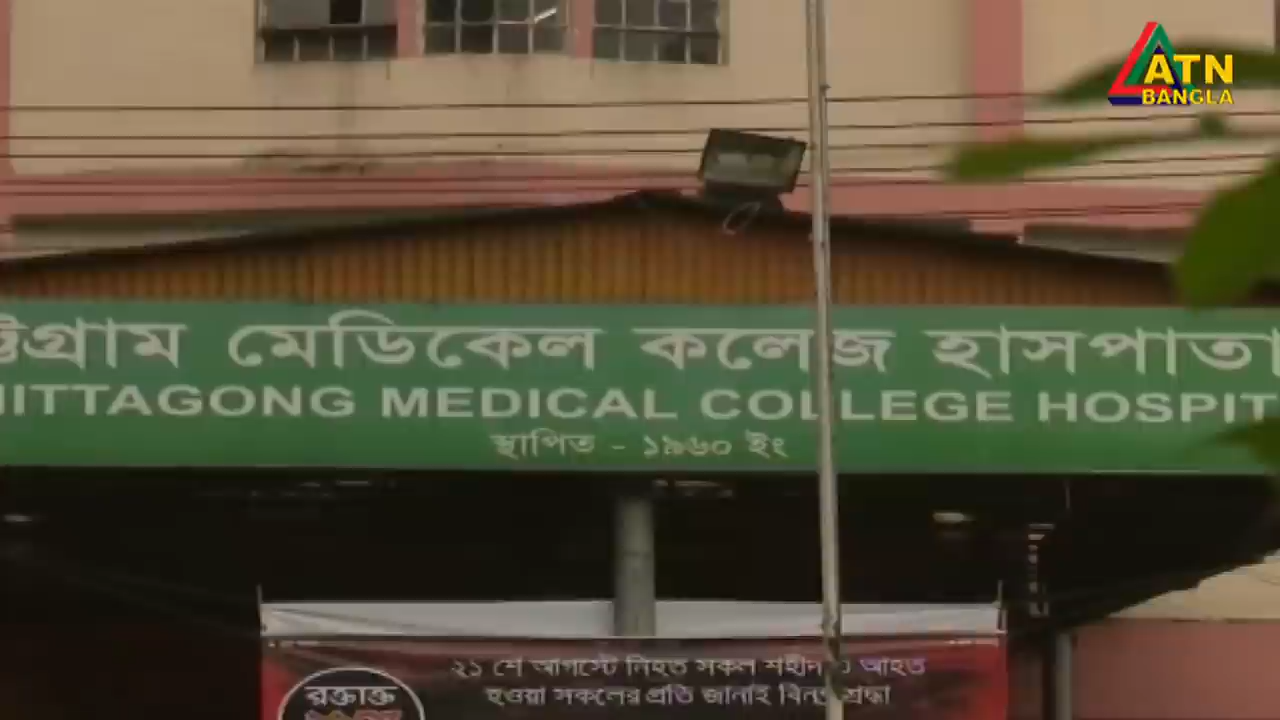 ATN
BANGLA
ট্টগ্রাম মেডিকেল কলেজ হাসপাতা
HITTAGONG MEDICAL COLLEGE HOSPIT
স্থাপিত - ১৯৬০ ইং
২১ শে আগস্টে নিহত সকল শহীদ ও আহত
হওয়া সকলের প্রতি জানাই বিনম্র শ্রদ্ধা
রক্তাক্ত